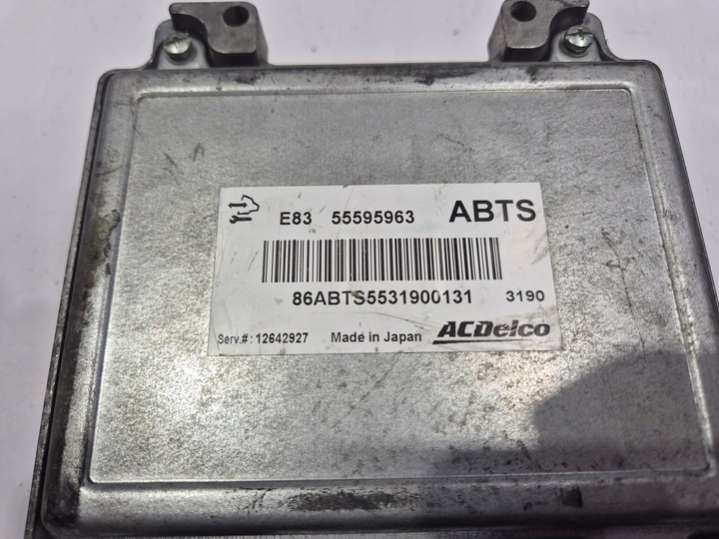 E83 55595963 ABTS
86ABTS5531900131 3190
Serv.#: 12642927 Made in Japan ACDelco